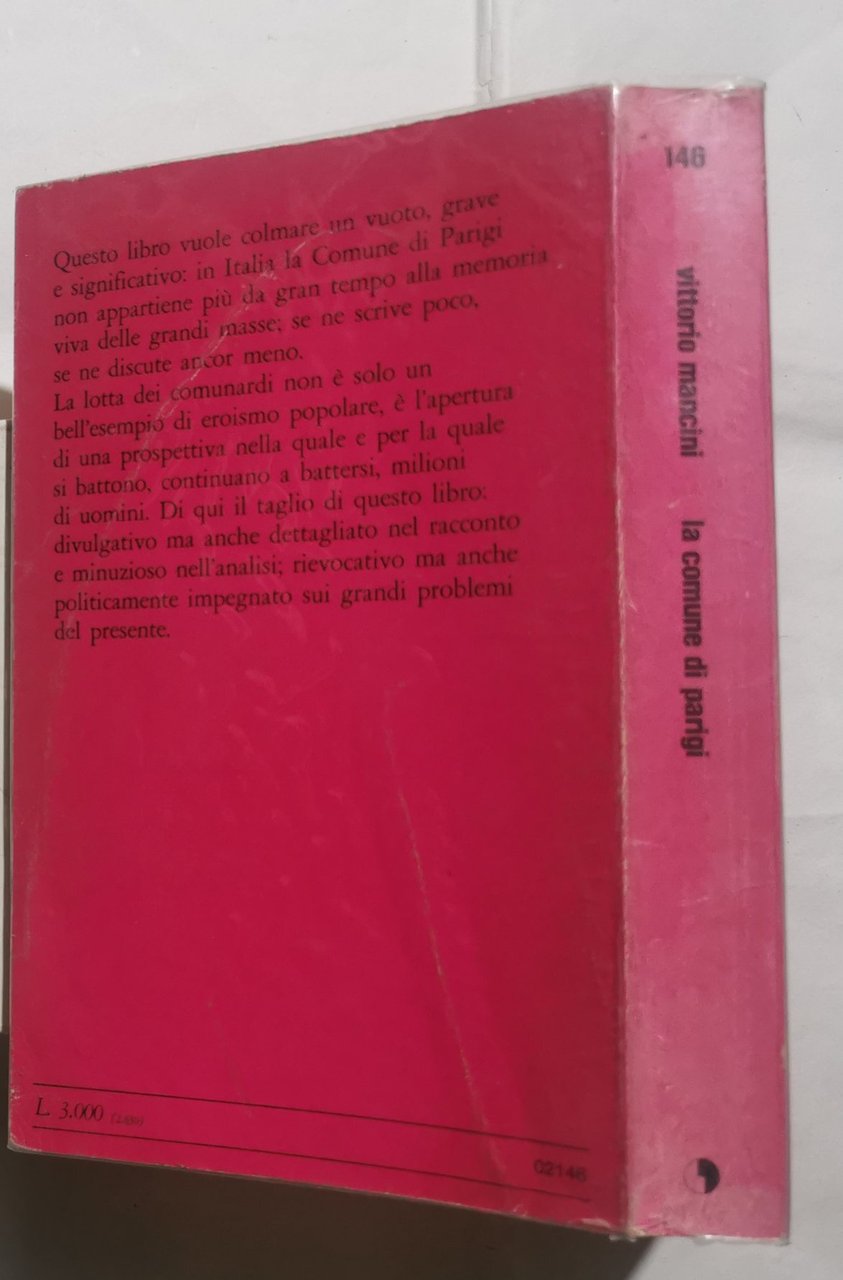 Questo libro vuole colmare un vuoto, grave
e significativo: in Italia la Comune di Parigi
non appartiene più da gran tempo alla memoria
viva delle grandi masse; se ne scrive poco,
se ne discute ancor meno.
La lotta dei comunardi non è solo un
bell'esempio di eroismo popolare, è l'apertura
di una prospettiva nella quale e per la quale
si battono, continuano a battersi, milioni
di uomini. Di qui il taglio di questo libro:
divulgativo ma anche dettagliato nel racconto
e minuzioso nell'analisi; rievocativo ma anche
politicamente impegnato sui grandi problemi
del presente.
L. 3.000
02146
146
vittorio mancini la comune di parigi